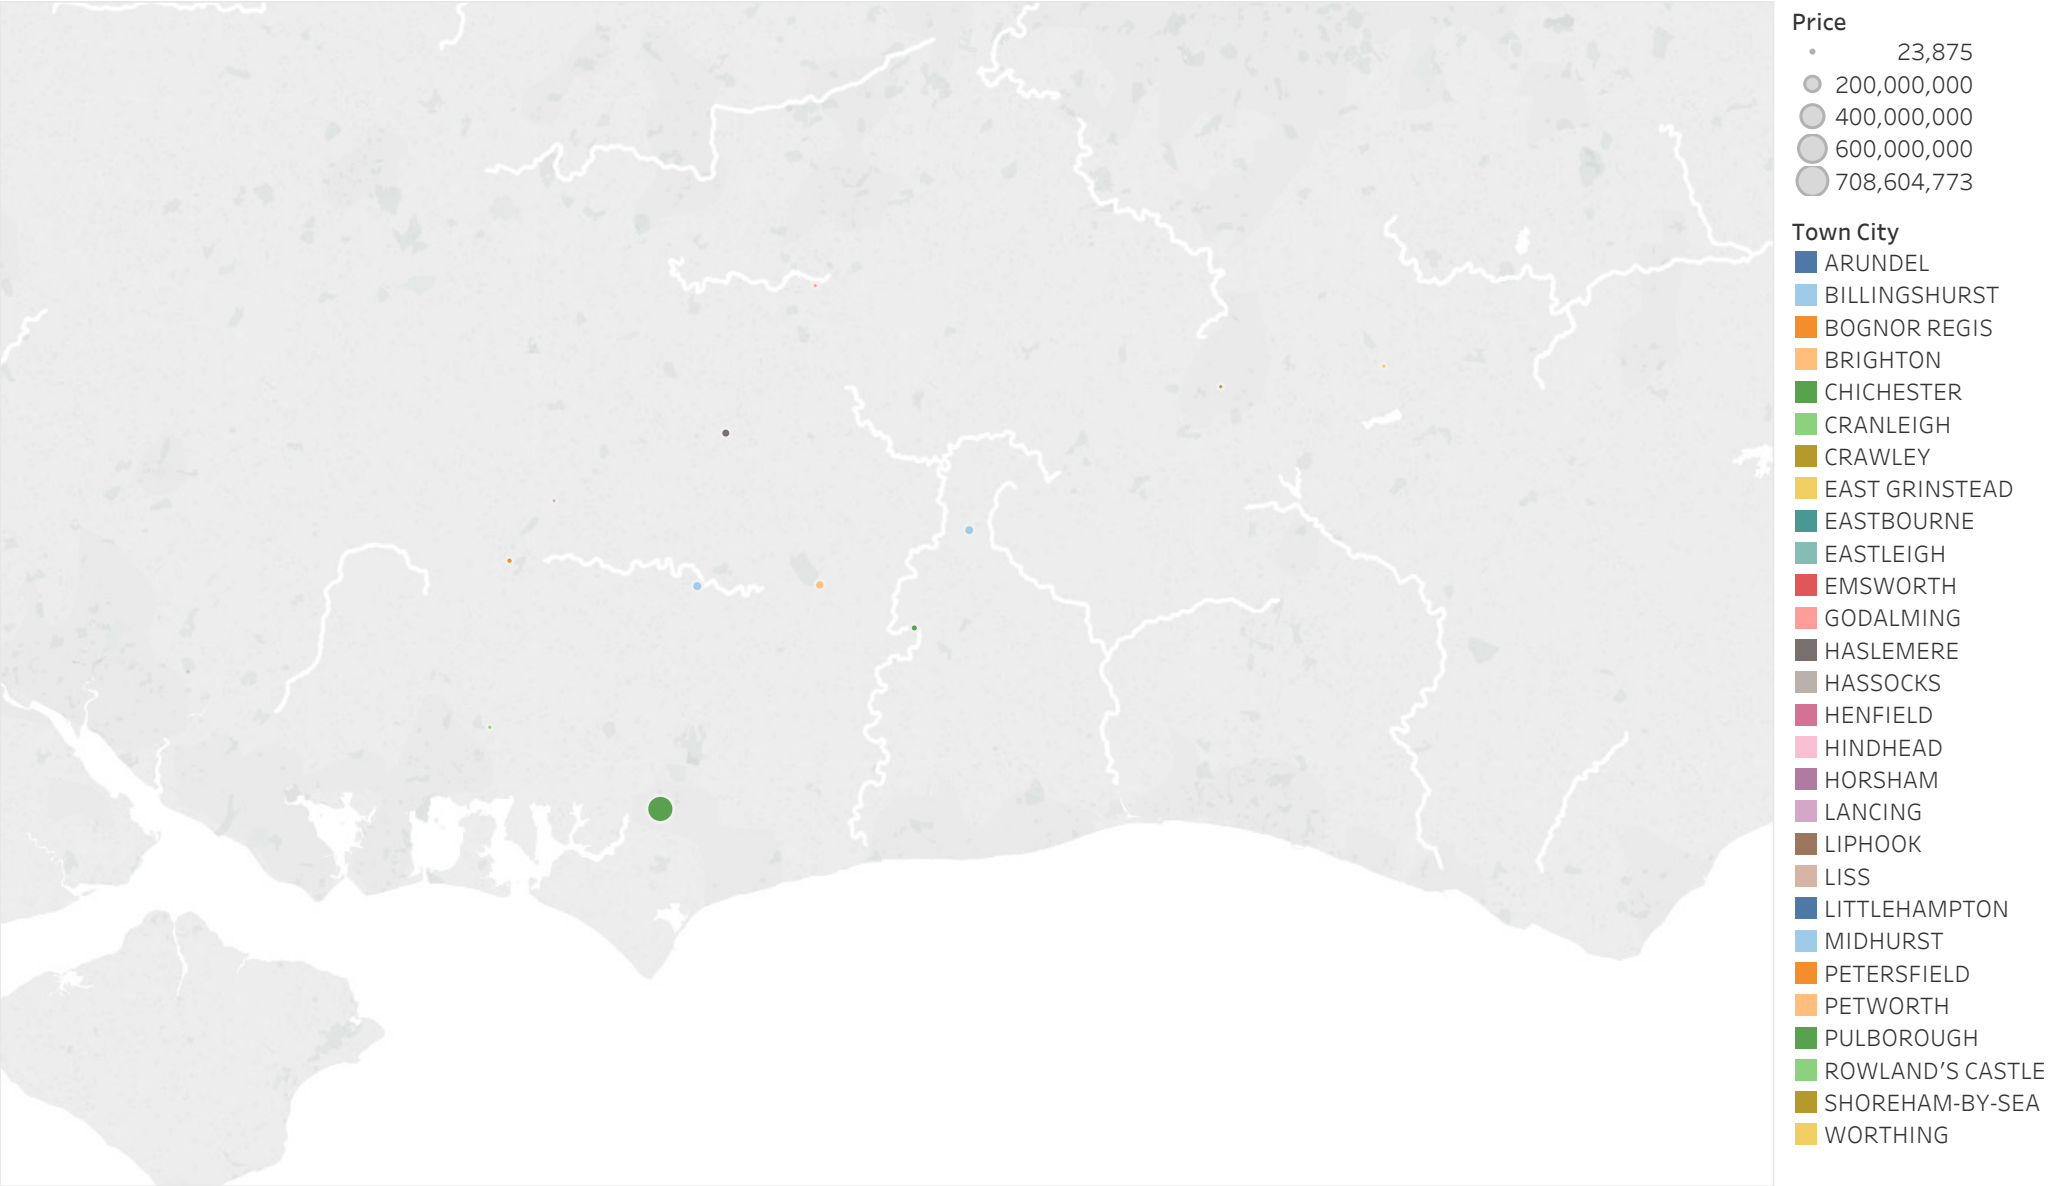 Price
23,875
200,000,000
400,000,000
600,000,000
708,604,773
Town City
ARUNDEL
BILLINGSHURST
BOGNOR REGIS
BRIGHTON
CHICHESTER
CRANLEIGH
CRAWLEY
EAST GRINSTEAD
EASTBOURNE
EASTLEIGH
EMSWORTH
GODALMING
HASLEMERE
HASSOCKS
HENFIELD
HINDHEAD
HORSHAM
LANCING
LIPHOOK
LISS
LITTLEHAMPTON
MIDHURST
PETERSFIELD
PETWORTH
PULBOROUGH
ROWLAND'S CASTLE
SHOREHAM-BY-SEA
WORTHING